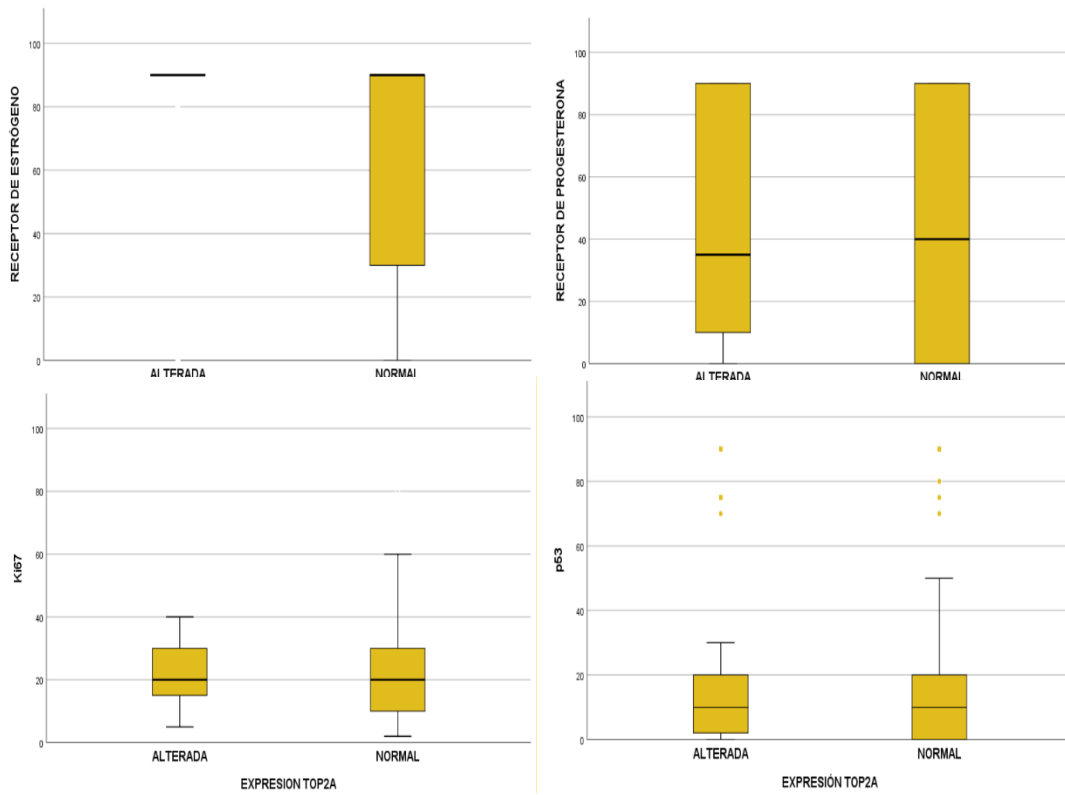 RECEPTOR DE ESTRÓGENO
100
80
60
40
20
0
ALTERADA
NORMAL
RECEPTOR DE PROGESTERONA
100
80
60
40
20
0
ALTERADA
NORMAL
Ki67
100
80
60
40
20
0
ALTERADA
NORMAL
EXPRESION TOP2A
p53
100
80
60
40
20
0
ALTERADA
NORMAL
EXPRESIÓN TOP2A